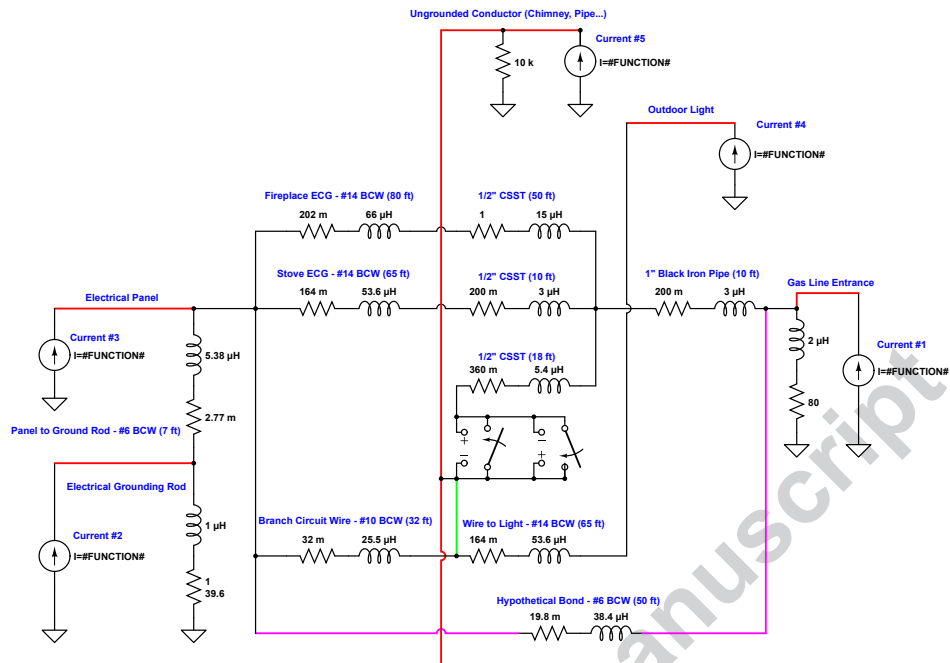 Ungrounded Conductor (Chimney, Pipe...)
Current #5
I=#FUNCTION#
10 k
Outdoor Light
Current #4
I=#FUNCTION#
Fireplace ECG - #14 BCW (80 ft)
202 m
66 µH
1/2" CSST (50 ft)
1
15 µH
Stove ECG - #14 BCW (65 ft)
164 m
53.6 µH
1/2" CSST (10 ft)
200 m
3 µH
1" Black Iron Pipe (10 ft)
200 m
3 µH
Gas Line Entrance
Electrical Panel
Current #3
I=#FUNCTION#
5.38 µH
2.77 m
Panel to Ground Rod - #6 BCW (7 ft)
1/2" CSST (18 ft)
360 m
5.4 µH
2 µH
80
Current #1
I=#FUNCTION#
+
−
−
+
Electrical Grounding Rod
Current #2
I=#FUNCTION#
1 µH
1
39.6
Branch Circuit Wire - #10 BCW (32 ft)
32 m
25.5 µH
Wire to Light - #14 BCW (65 ft)
164 m
53.6 µH
Hypothetical Bond - #6 BCW (50 ft)
19.8 m
38.4 µH
anuscript